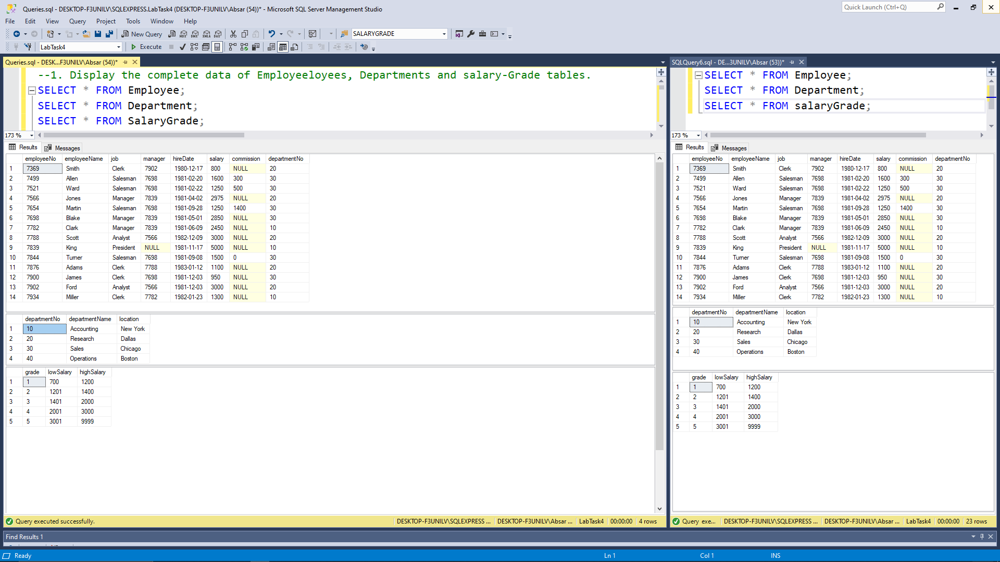 Queries.sql - DESKTOP-F3UNILV\SQLEXPRESS.LabTask4 (DESKTOP-F3UNILV\Absar (54))* - Microsoft SQL Server Management Studio
Quick Launch (Ctrl+Q)
File Edit View Query Project Tools Window Help
New Query MDX DMX XMLA DAX SALARYGRADE
LabTask4 Execute
Queries.sql - DESK...F3UNILV\Absar (54))*
--1. Display the complete data of Employeeloyees, Departments and salary-Grade tables.
SELECT * FROM Employee;
SELECT * FROM Department;
SELECT * FROM SalaryGrade;
173 %
Results Messages
employeeNo employeeName job manager hireDate salary commission departmentNo
1 7369 Smith Clerk 7902 1980-12-17 800 NULL 20
2 7499 Allen Salesman 7698 1981-02-20 1600 300 30
3 7521 Ward Salesman 7698 1981-02-22 1250 500 30
4 7566 Jones Manager 7839 1981-04-02 2975 NULL 20
5 7654 Martin Salesman 7698 1981-09-28 1250 1400 30
6 7698 Blake Manager 7839 1981-05-01 2850 NULL 30
7 7782 Clark Manager 7839 1981-06-09 2450 NULL 10
8 7788 Scott Analyst 7566 1982-12-09 3000 NULL 20
9 7839 King President NULL 1981-11-17 5000 NULL 10
10 7844 Turner Salesman 7698 1981-09-08 1500 0 30
11 7876 Adams Clerk 7788 1983-01-12 1100 NULL 20
12 7900 James Clerk 7698 1981-12-03 950 NULL 30
13 7902 Ford Analyst 7566 1981-12-03 3000 NULL 20
14 7934 Miller Clerk 7782 1982-01-23 1300 NULL 10
departmentNo departmentName location
1 10 Accounting New York
2 20 Research Dallas
3 30 Sales Chicago
4 40 Operations Boston
grade lowSalary highSalary
1 1 700 1200
2 2 1201 1400
3 3 1401 2000
4 4 2001 3000
5 5 3001 9999
Query executed successfully. DESKTOP-F3UNILV\SQLEXPRESS ... DESKTOP-F3UNILV\Absar ... LabTask4 00:00:00 4 rows
SQLQuery6.sql - DE...3UNILV\Absar (53))*
SELECT * FROM Employee;
SELECT * FROM Department;
SELECT * FROM salaryGrade;
173 %
Results Messages
employeeNo employeeName job manager hireDate salary commission departmentNo
1 7369 Smith Clerk 7902 1980-12-17 800 NULL 20
2 7499 Allen Salesman 7698 1981-02-20 1600 300 30
3 7521 Ward Salesman 7698 1981-02-22 1250 500 30
4 7566 Jones Manager 7839 1981-04-02 2975 NULL 20
5 7654 Martin Salesman 7698 1981-09-28 1250 1400 30
6 7698 Blake Manager 7839 1981-05-01 2850 NULL 30
7 7782 Clark Manager 7839 1981-06-09 2450 NULL 10
8 7788 Scott Analyst 7566 1982-12-09 3000 NULL 20
9 7839 King President NULL 1981-11-17 5000 NULL 10
10 7844 Turner Salesman 7698 1981-09-08 1500 0 30
11 7876 Adams Clerk 7788 1983-01-12 1100 NULL 20
12 7900 James Clerk 7698 1981-12-03 950 NULL 30
13 7902 Ford Analyst 7566 1981-12-03 3000 NULL 20
14 7934 Miller Clerk 7782 1982-01-23 1300 NULL 10
departmentNo departmentName location
1 10 Accounting New York
2 20 Research Dallas
3 30 Sales Chicago
4 40 Operations Boston
grade lowSalary highSalary
1 1 700 1200
2 2 1201 1400
3 3 1401 2000
4 4 2001 3000
5 5 3001 9999
Query exe... DESKTOP-F3UNILV\SQLEXPRESS ... DESKTOP-F3UNILV\Absar ... LabTask4 00:00:00 23 rows
Find Results 1
Ready Ln 1 Col 1 INS